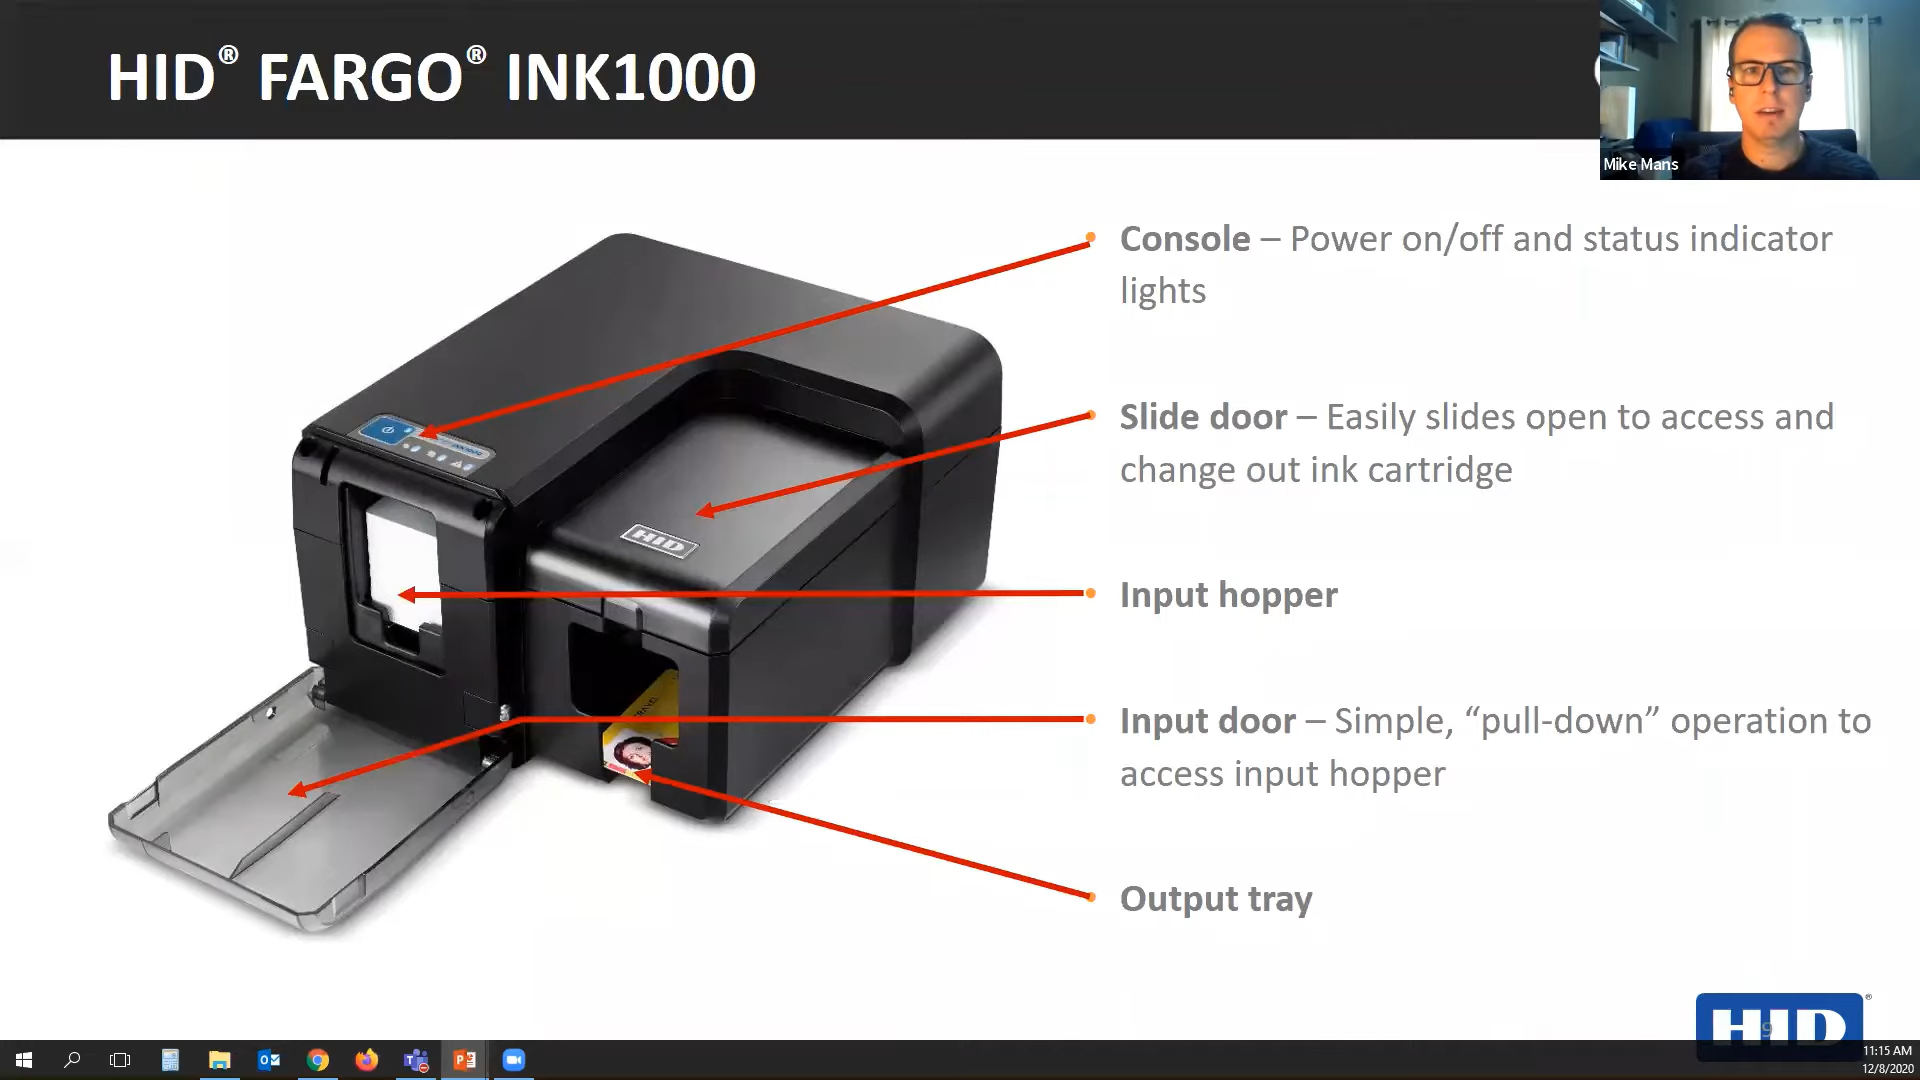 HID® FARGO® INK1000
Mike Mans
Console – Power on/off and status indicator
lights
Slide door – Easily slides open to access and
change out ink cartridge
Input hopper
Input door – Simple, “pull-down” operation to
access input hopper
Output tray
HID
HID®
9
11:15 AM
12/8/2020